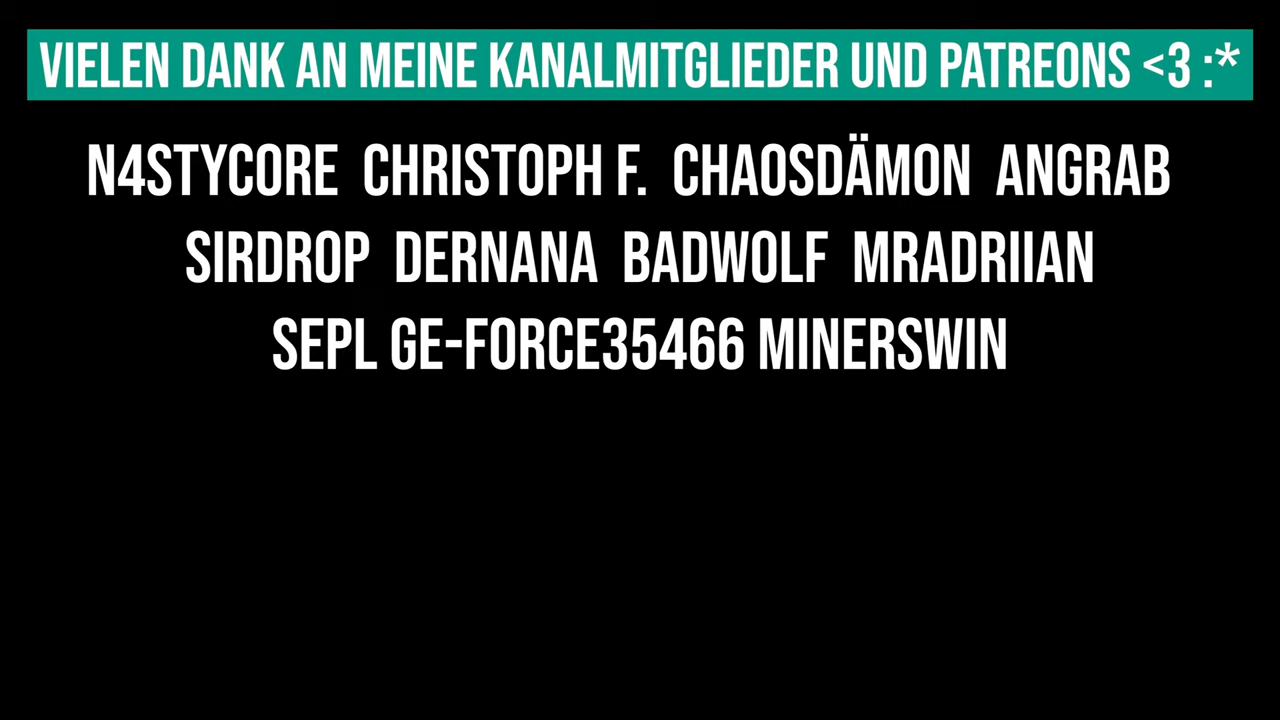 VIELEN DANK AN MEINE KANALMITGLIEDER UND PATREONS <3 :*
N4STYCORE CHRISTOPH F. CHAOSDÄMON ANGRAB
SIRDROP DERNANA BADWOLF MRADRIIAN
SEPL GE-FORCE35466 MINERSWIN